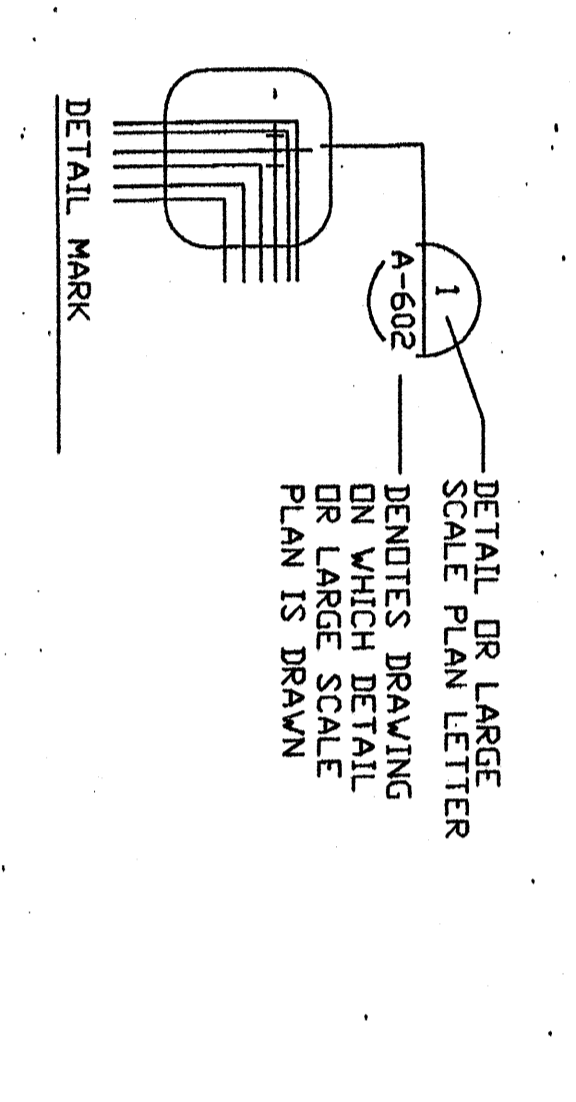 1
A-602
DETAIL OR LARGE
SCALE PLAN LETTER
DENOTES DRAWING
ON WHICH DETAIL
OR LARGE SCALE
PLAN IS DRAWN
DETAIL MARK